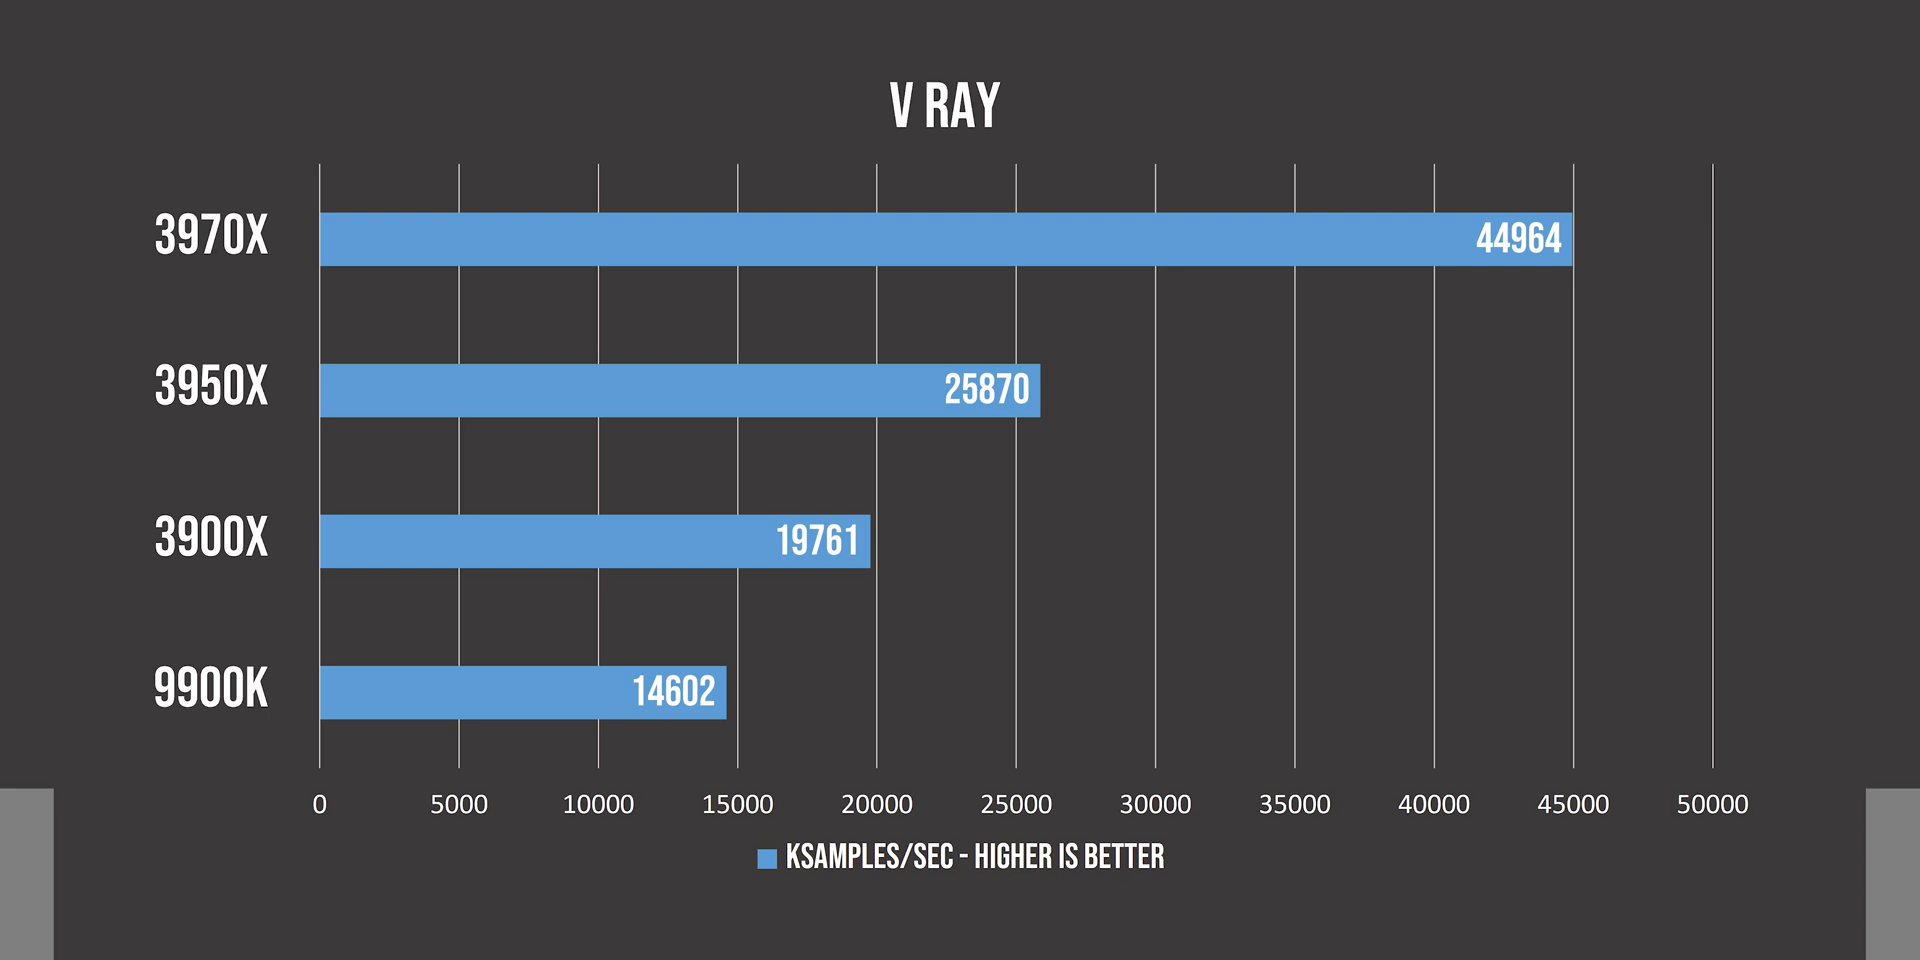 V RAY
3970X
44964
3950X
25870
3900X
19761
9900K
14602
0 5000 10000 15000 20000 25000 30000 35000 40000 45000 50000
KSAMPLES/SEC - HIGHER IS BETTER